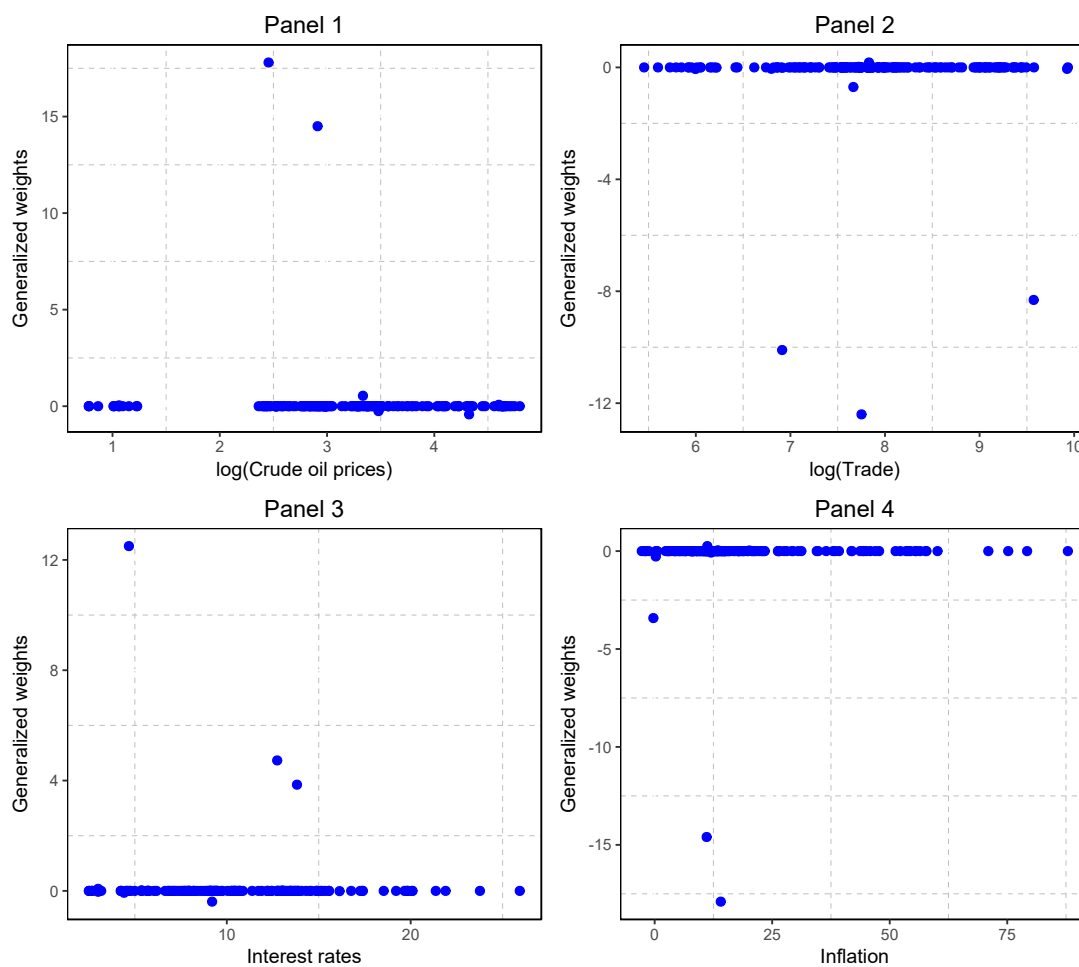 Panel 1
Generalized weights
15
10
5
0
1 2 3 4
log(Crude oil prices)
Panel 2
Generalized weights
0
-4
-8
-12
6 7 8 9 10
log(Trade)
Panel 3
Generalized weights
12
8
4
0
10 20
Interest rates
Panel 4
Generalized weights
0
-5
-10
-15
0 25 50 75
Inflation